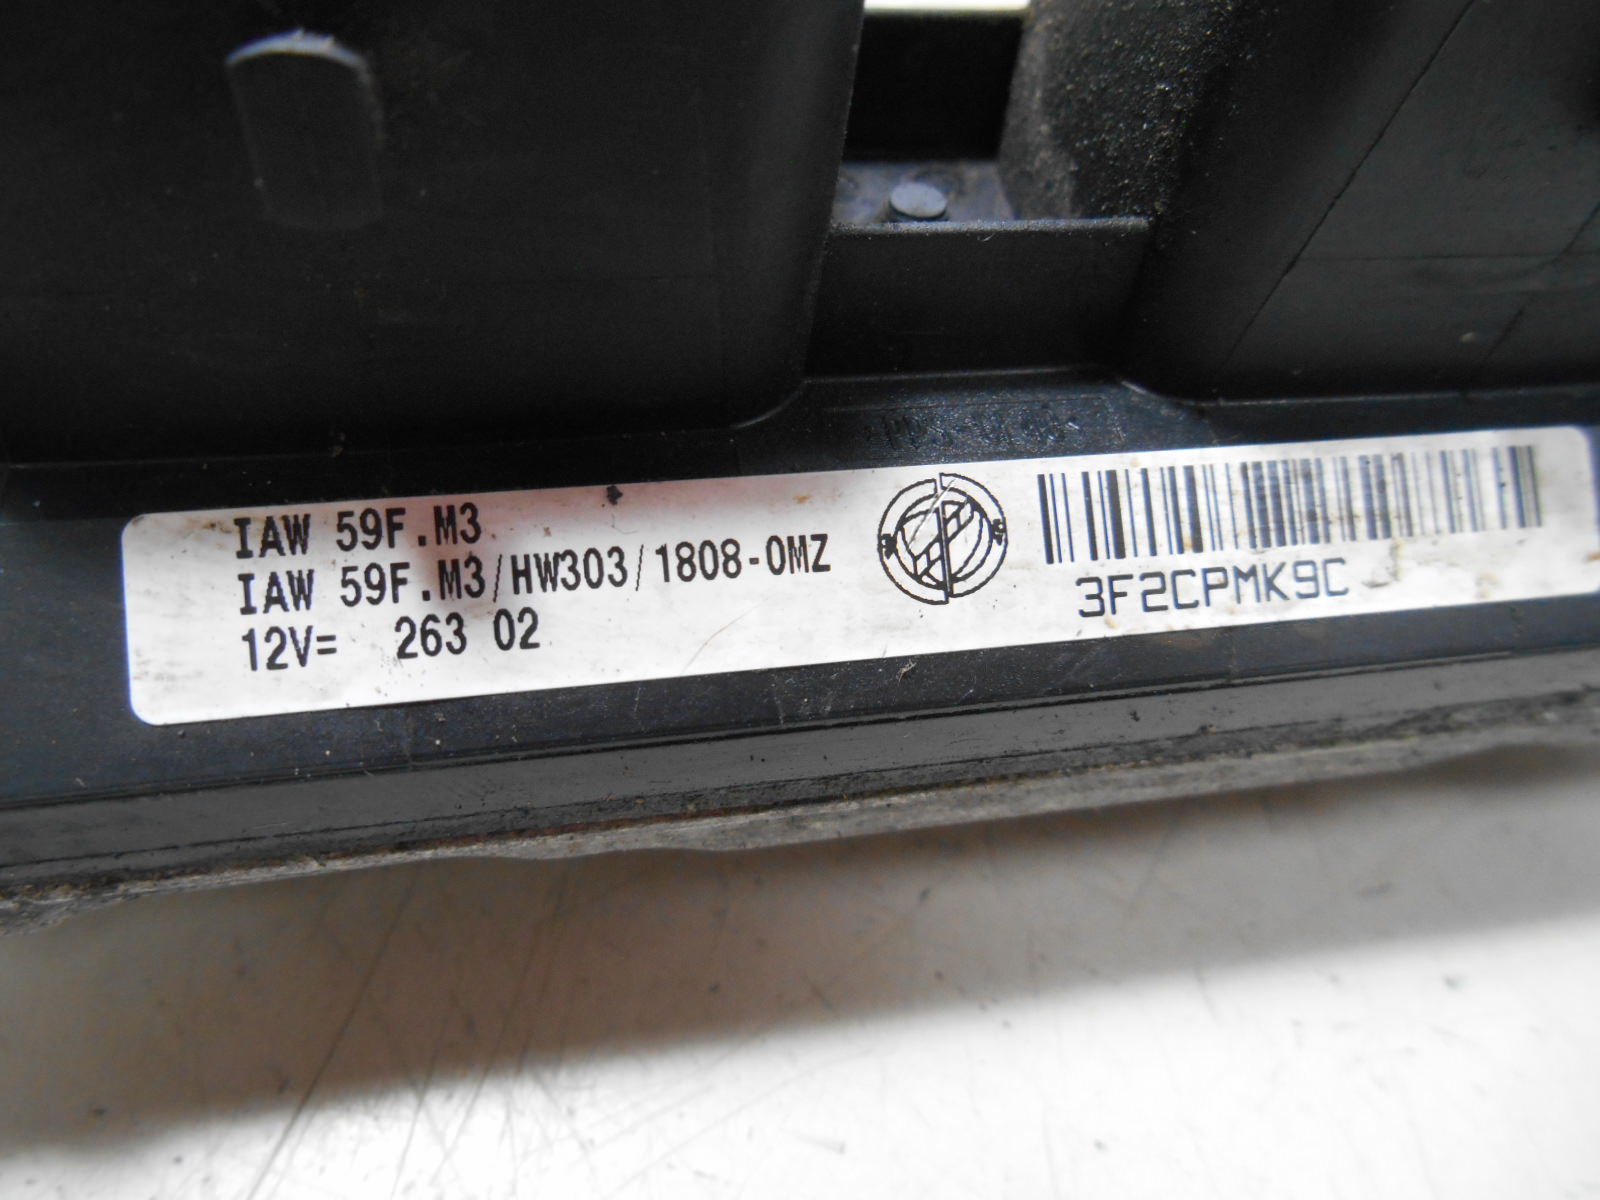 IAW 59F.M3
IAW 59F.M3/HW303/1808-0MZ
12V= 263 02
3F2CPMK9C